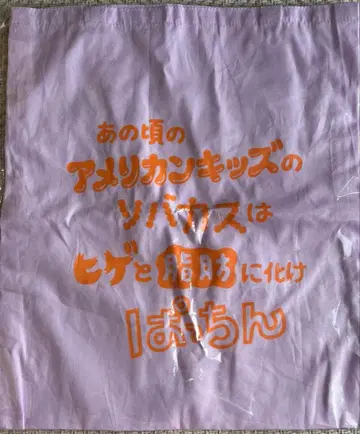 あの頃の
アメリカンキッズの
ソバカスは
ヒゲと脂肪に化け
ぱちん